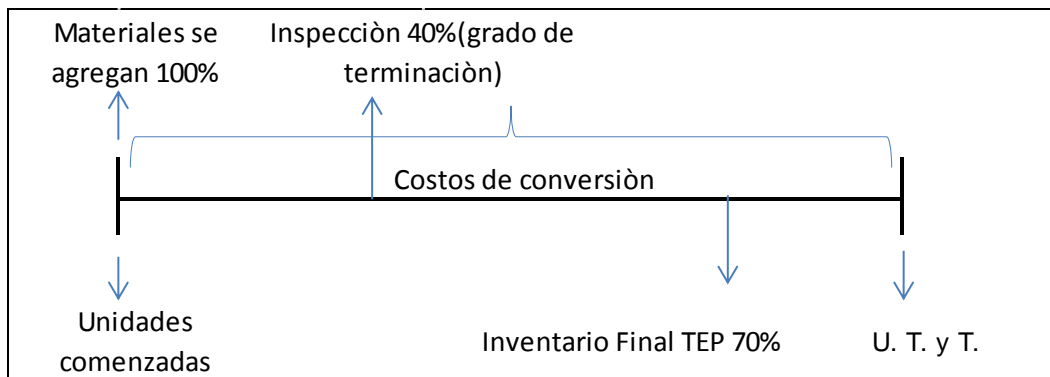 Materiales se
agregan 100%
Inspecciòn 40%(grado de
terminaciòn)
Costos de conversiòn
Unidades
comenzadas
Inventario Final TEP 70%
U. T. y T.